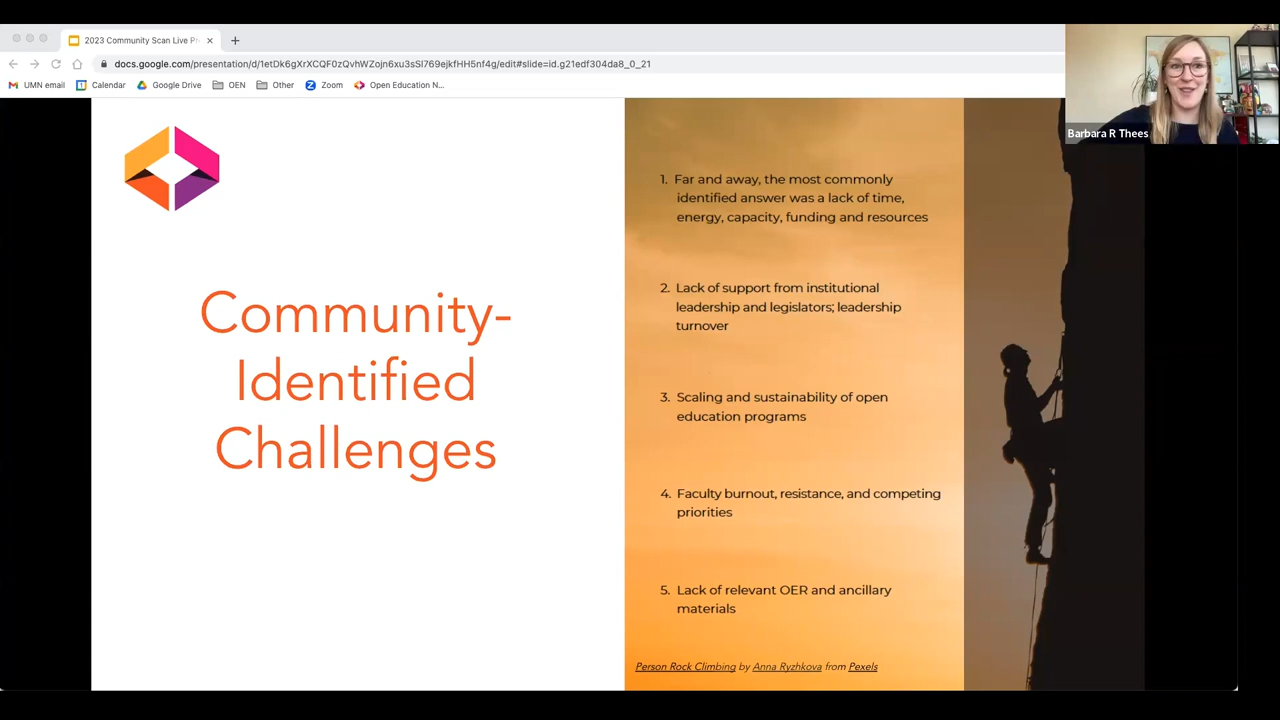 2023 Community Scan Live Pr
docs.google.com/presentation/d/1etDk6gXrXCQF0zQvhWZojn6xu3sSl769ejkfHH5nf4g/edit#slide=id.g21edf304da8_0_21
UMN email Calendar Google Drive OEN Other Zoom Open Education N...
Barbara R Thees
Community-
Identified
Challenges
1. Far and away, the most commonly
identified answer was a lack of time,
energy, capacity, funding and resources
2. Lack of support from institutional
leadership and legislators; leadership
turnover
3. Scaling and sustainability of open
education programs
4. Faculty burnout, resistance, and competing
priorities
5. Lack of relevant OER and ancillary
materials
Person Rock Climbing by Anna Ryzhkova from Pexels